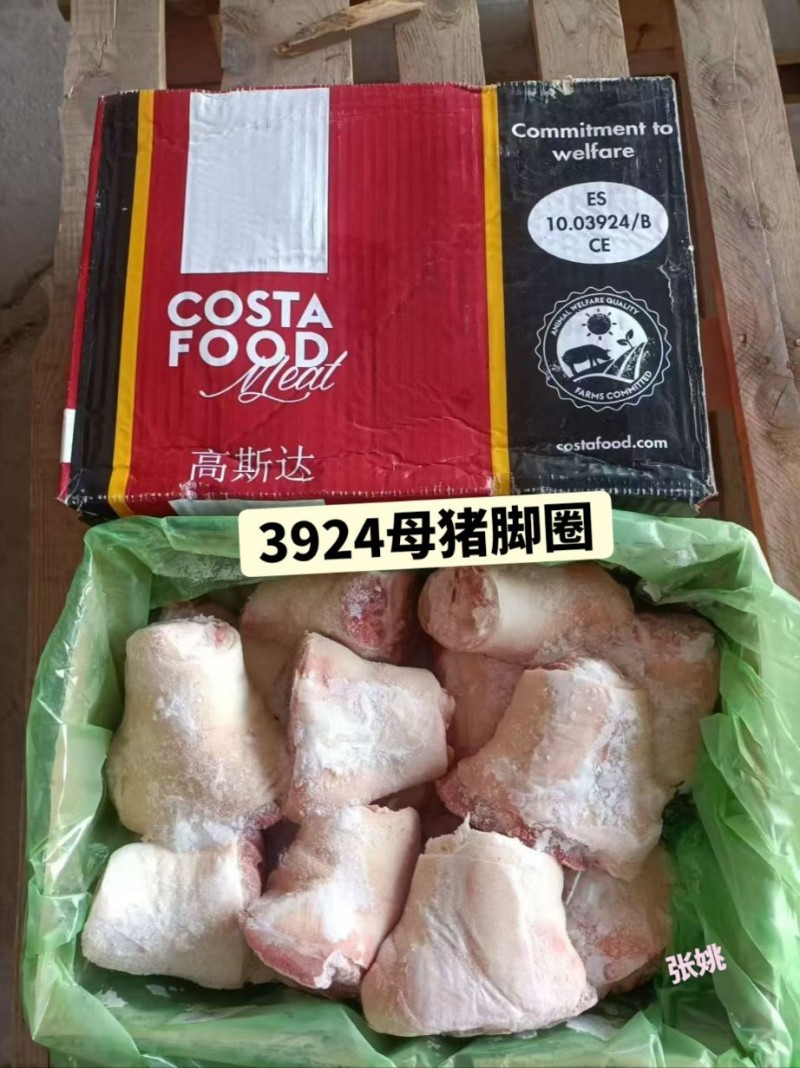 Commitment to
welfare
ES
10.03924/B
CE
COSTA
FOOD
Meat
ANIMAL WELFARE QUALITY
FARMS COMMITTED
costafood.com
高斯达
3924母猪脚圈
张姚